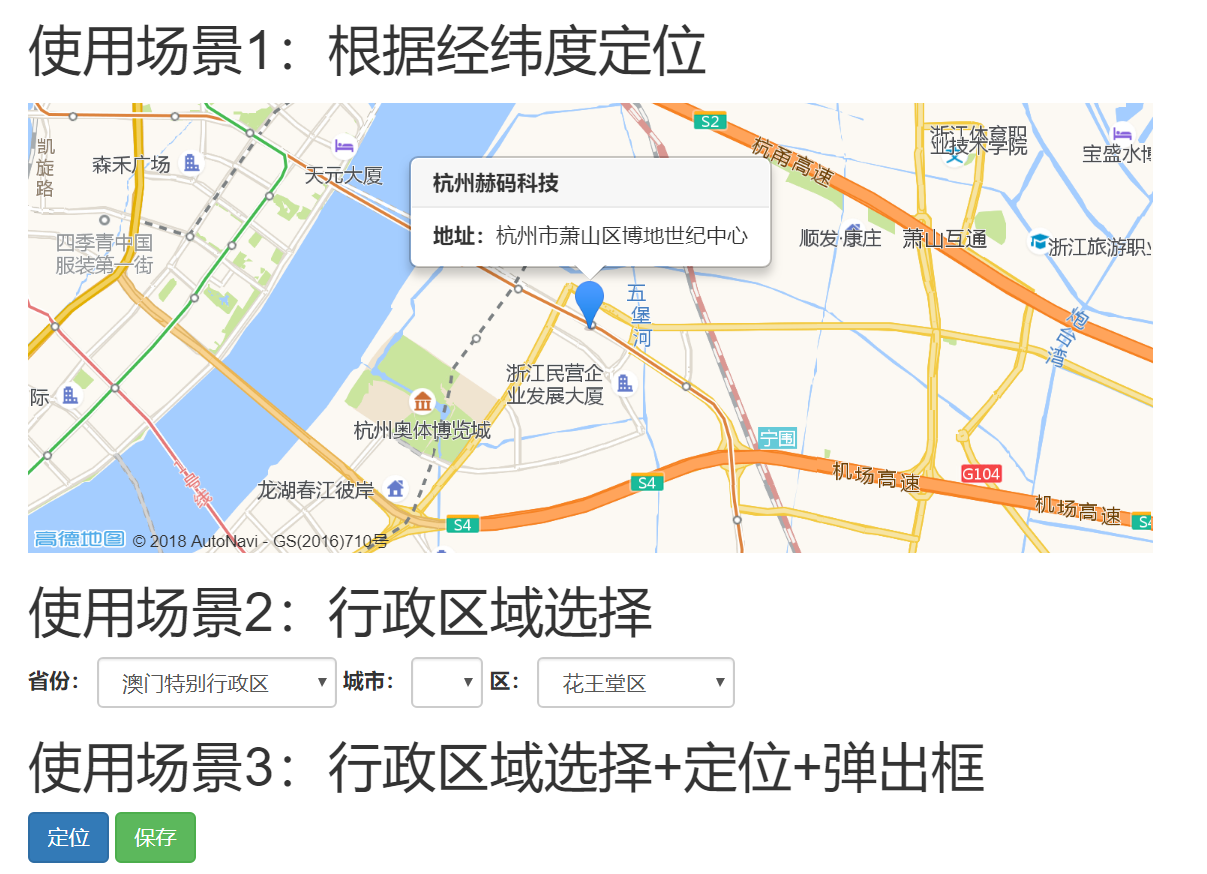 使用场景1：根据经纬度定位
S2
浙江体育职
业技术学院
凯旋路
森禾广场
天元大厦
杭甬高速
宝盛水博
杭州赫码科技
地址：杭州市萧山区博地世纪中心
四季青中国
服装第一街
顺发·康庄
萧山互通
浙江旅游职业
五堡河
炮台湾
浙江民营企
业发展大厦
际
杭州奥体博览城
宁围
1号线
龙湖春江彼岸
S4
机场高速
G104
机场高速
S4
S4
高德地图 © 2018 AutoNavi - GS(2016)710号
使用场景2：行政区域选择
省份： 澳门特别行政区 城市： 区： 花王堂区
使用场景3：行政区域选择+定位+弹出框
定位 保存